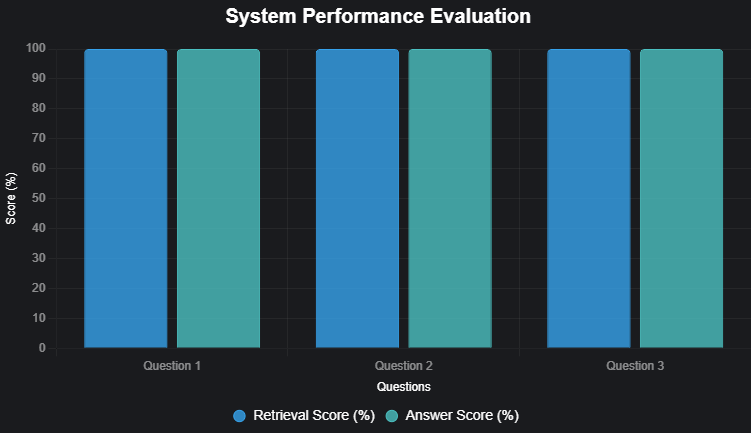 System Performance Evaluation
100
90
80
70
60
50
40
30
20
10
0
Score (%)
Question 1 Question 2 Question 3
Questions
Retrieval Score (%) Answer Score (%)